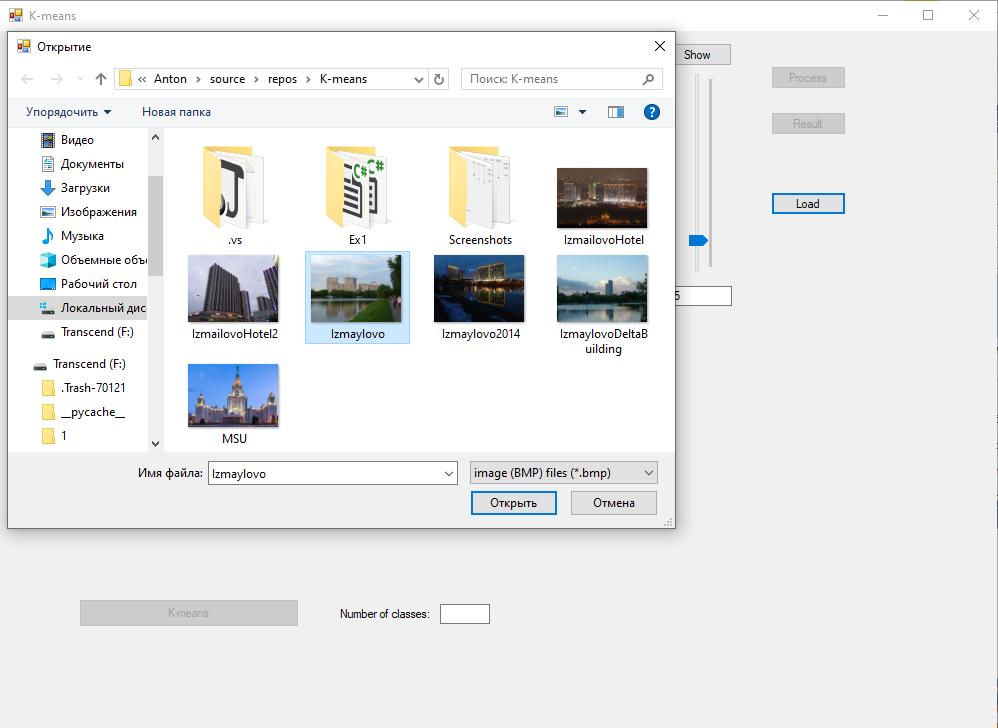 K-means
Открытие
Show
Process
« Anton › source › repos › K-means
Поиск: K-means
Упорядочить
Новая папка
?
Result
Видео
Документы
Загрузки
Изображения
Музыка
Объемные объ
Рабочий стол
Локальный дис
Transcend (F:)
Transcend (F:)
.Trash-70121
__pycache__
1
.vs
Ex1
Screenshots
IzmailovoHotel
IzmailovoHotel2
Izmaylovo
Izmaylovo2014
IzmaylovoDeltaB
uilding
MSU
Load
5
Имя файла:
Izmaylovo
image (BMP) files (*.bmp)
Открыть
Отмена
K-means
Number of classes: